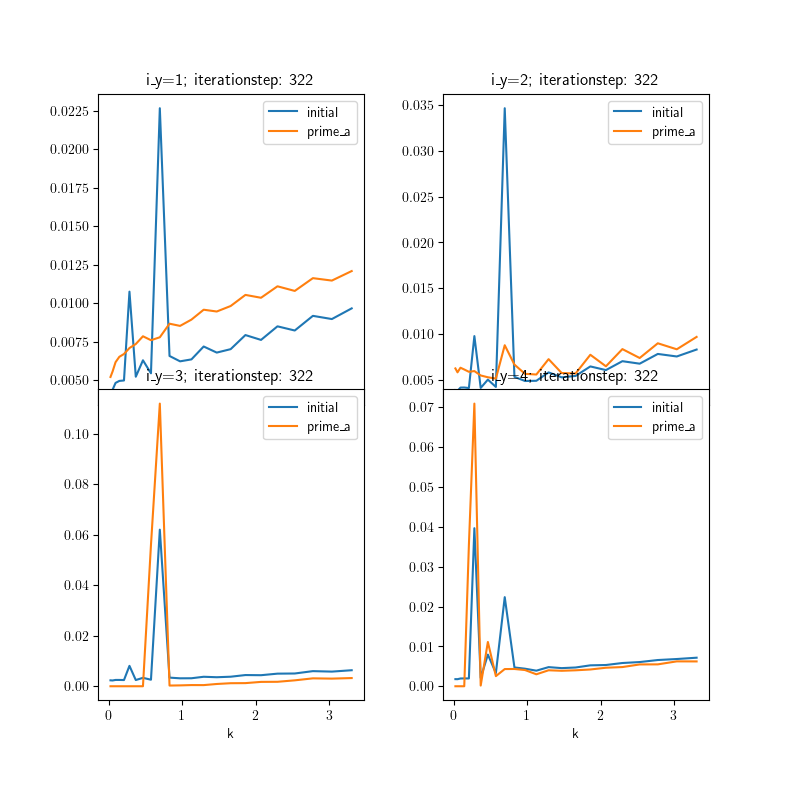 i_y=1; iterationstep: 322
0.0225
0.0200
0.0175
0.0150
0.0125
0.0100
0.0075
0.0050
initial
prime_a
i_y=2; iterationstep: 322
0.035
0.030
0.025
0.020
0.015
0.010
0.005
initial
prime_a
i_y=3; iterationstep: 322
0.10
0.08
0.06
0.04
0.02
0.00
initial
prime_a
0 1 2 3
k
i_y=4; iterationstep: 322
0.07
0.06
0.05
0.04
0.03
0.02
0.01
0.00
initial
prime_a
0 1 2 3
k